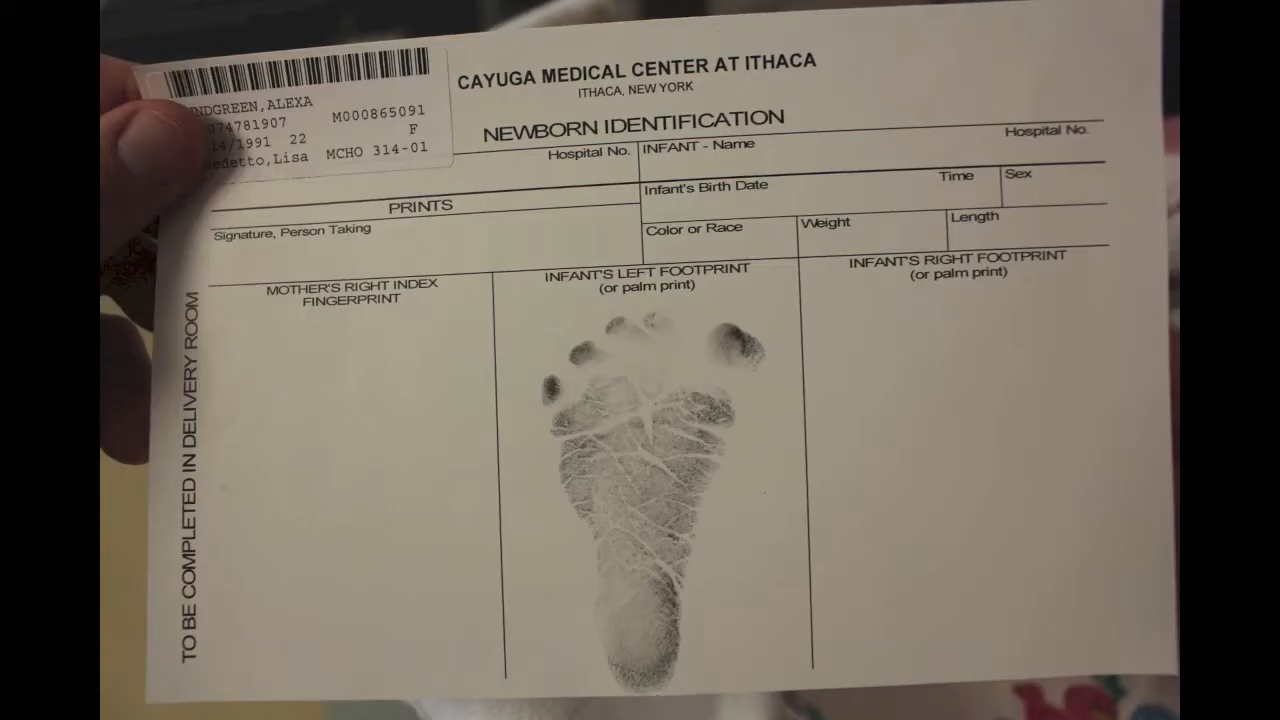 CAYUGA MEDICAL CENTER AT ITHACA
ITHACA, NEW YORK
NEWBORN IDENTIFICATION
NDGREEN,ALEXA
74781907 M000865091
14/1991 22 F
edetto,Lisa MCHO 314-01
Hospital No.
INFANT - Name
Hospital No.
PRINTS
Infant's Birth Date
Time
Sex
Signature, Person Taking
Color or Race
Weight
Length
MOTHER'S RIGHT INDEX
FINGERPRINT
INFANT'S LEFT FOOTPRINT
(or palm print)
INFANT'S RIGHT FOOTPRINT
(or palm print)
TO BE COMPLETED IN DELIVERY ROOM